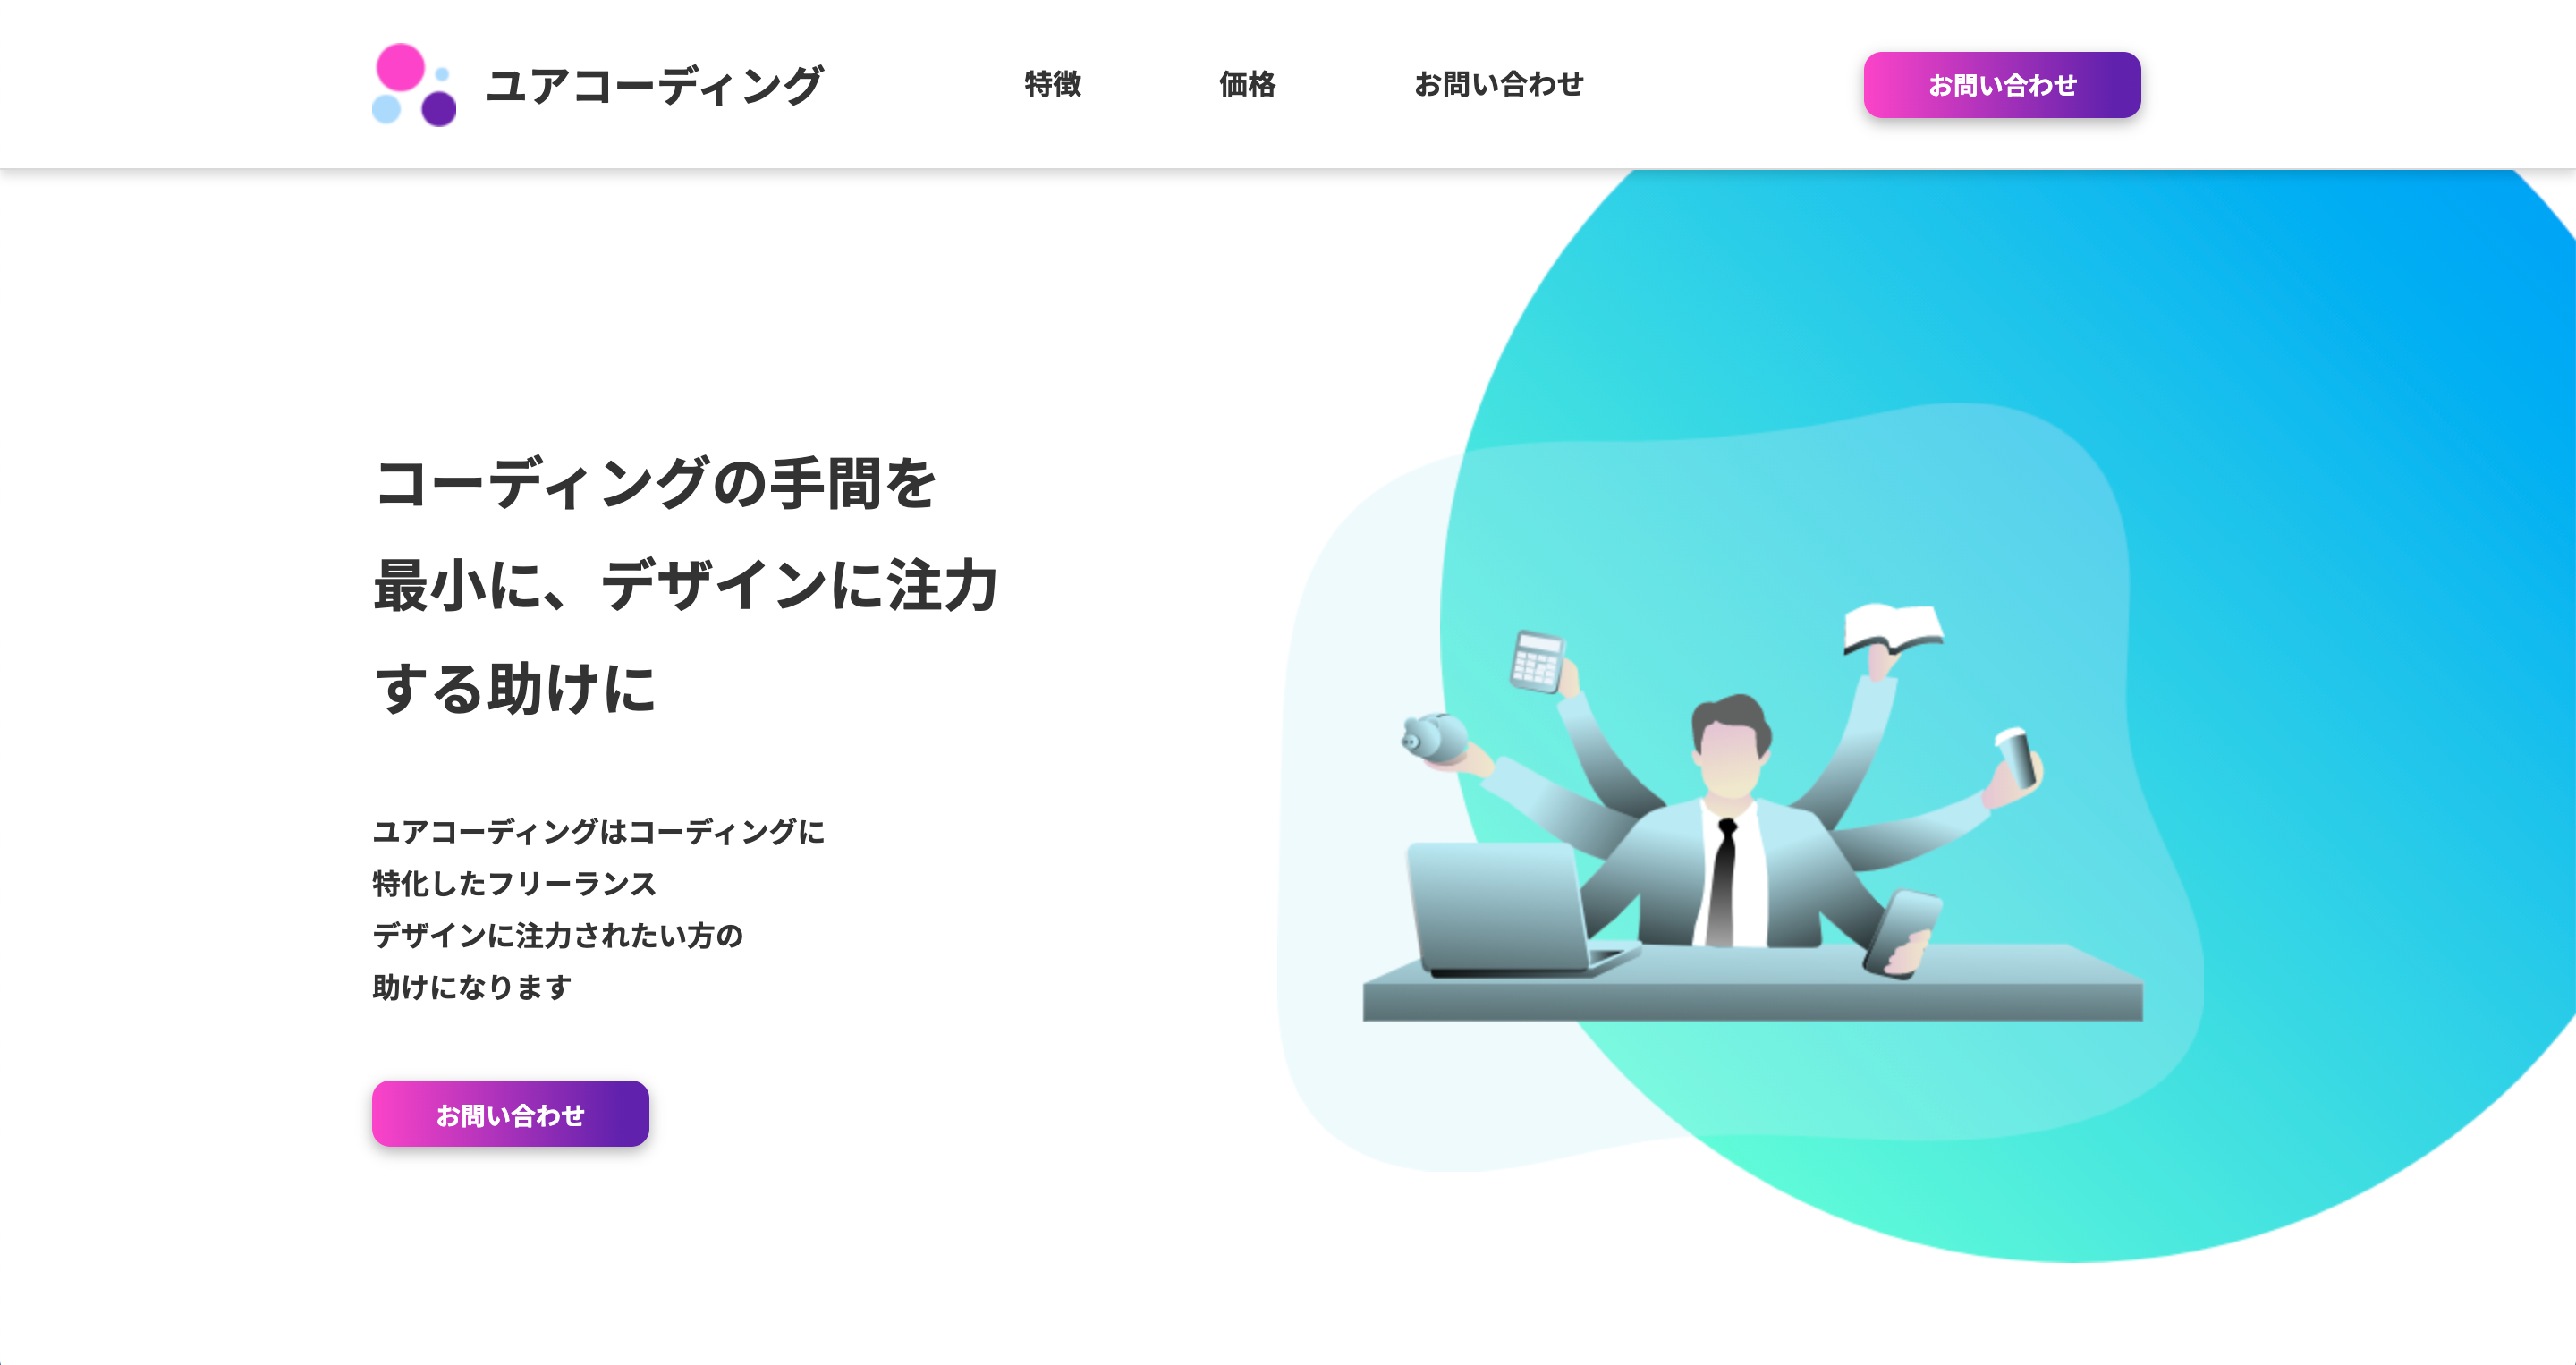 ユアコーディング
特徴
価格
お問い合わせ
お問い合わせ
コーディングの手間を
最小に、デザインに注力
する助けに
ユアコーディングはコーディングに
特化したフリーランス
デザインに注力されたい方の
助けになります
お問い合わせ